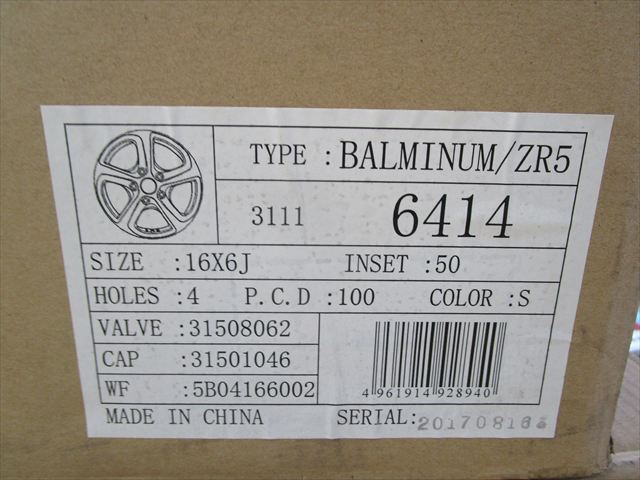 TYPE :BALMINUM/ZR5
3111 6414
SIZE :16X6J INSET :50
HOLES :4 P.C.D :100 COLOR :S
VALVE :31508062
CAP :31501046
WF :5B04166002
4 961914 928940
MADE IN CHINA SERIAL: